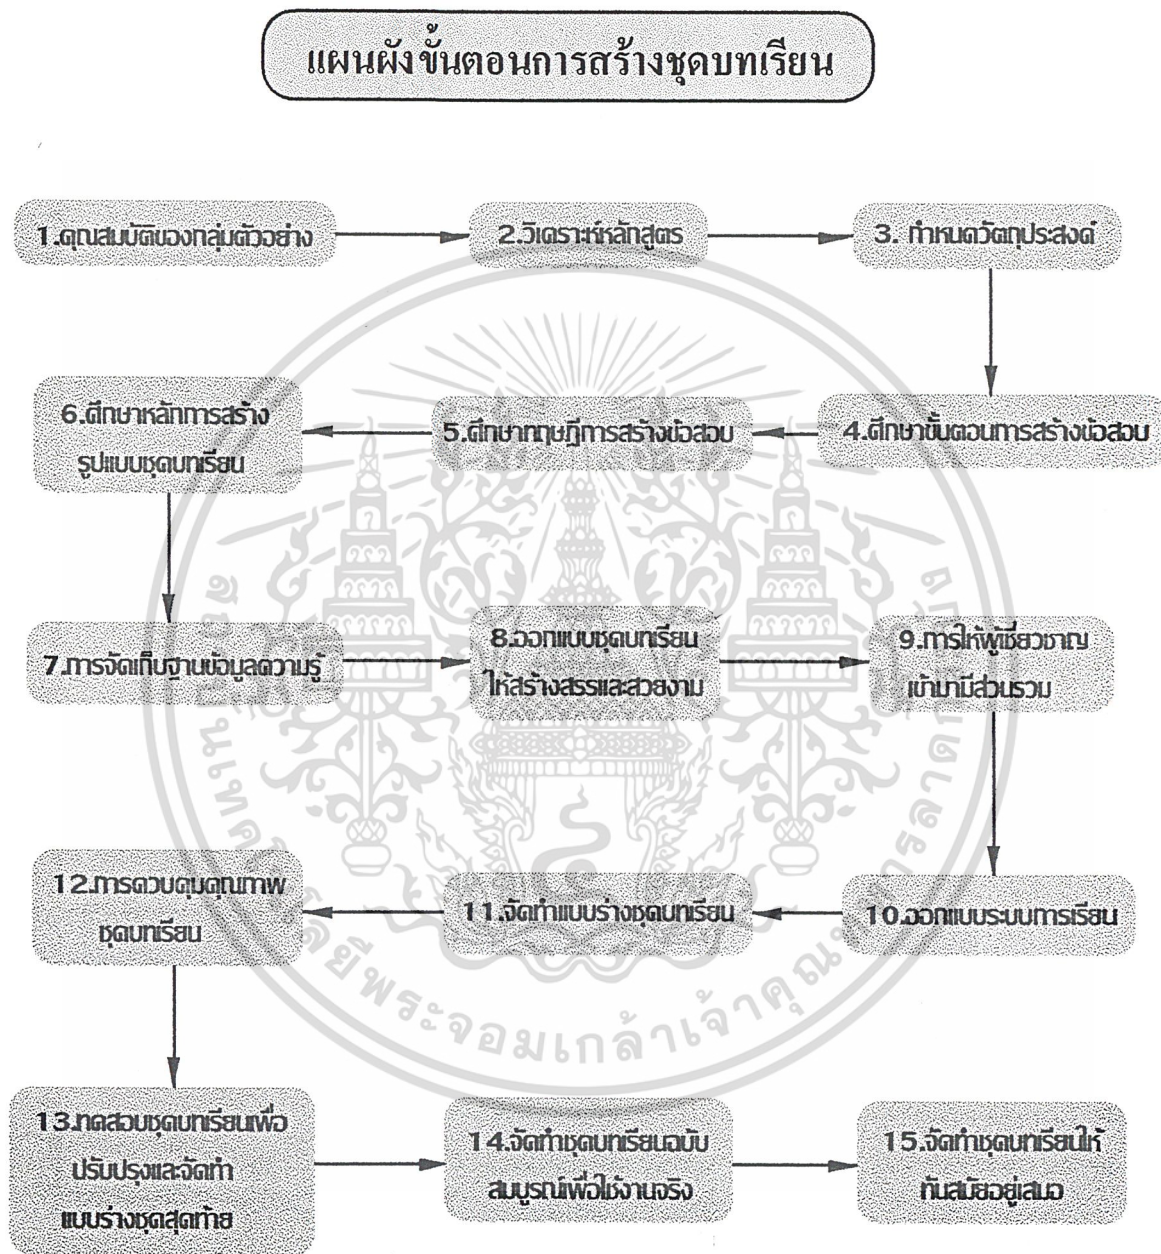 แผนผังขั้นตอนการสร้างชุดบทเรียน
1.คุณสมบัติของกลุ่มตัวอย่าง
2.วิเคราะห์หลักสูตร
3. กำหนดวัตถุประสงค์
6.ศึกษาหลักการสร้าง
รูปแบบชุดบทเรียน
5.ศึกษาทฤษฎีการสร้างข้อสอบ
4.ศึกษาขั้นตอนการสร้างข้อสอบ
7.การจัดเก็บฐานข้อมูลความรู้
8.ออกแบบชุดบทเรียน
ให้สร้างสรรและสวยงาม
9.การให้ผู้เชี่ยวชาญ
เข้ามามีส่วนรวม
12.การควบคุมคุณภาพ
ชุดบทเรียน
11.จัดทำแบบร่างชุดบทเรียน
10.ออกแบบระบบการเรียน
13.ทดสอบชุดบทเรียนเพื่อ
ปรับปรุงและจัดทำ
แบบร่างชุดสุดท้าย
14.จัดทำชุดบทเรียนฉบับ
สมบูรณ์เพื่อใช้งานจริง
15.จัดทำชุดบทเรียนให้
ทันสมัยอยู่เสมอ